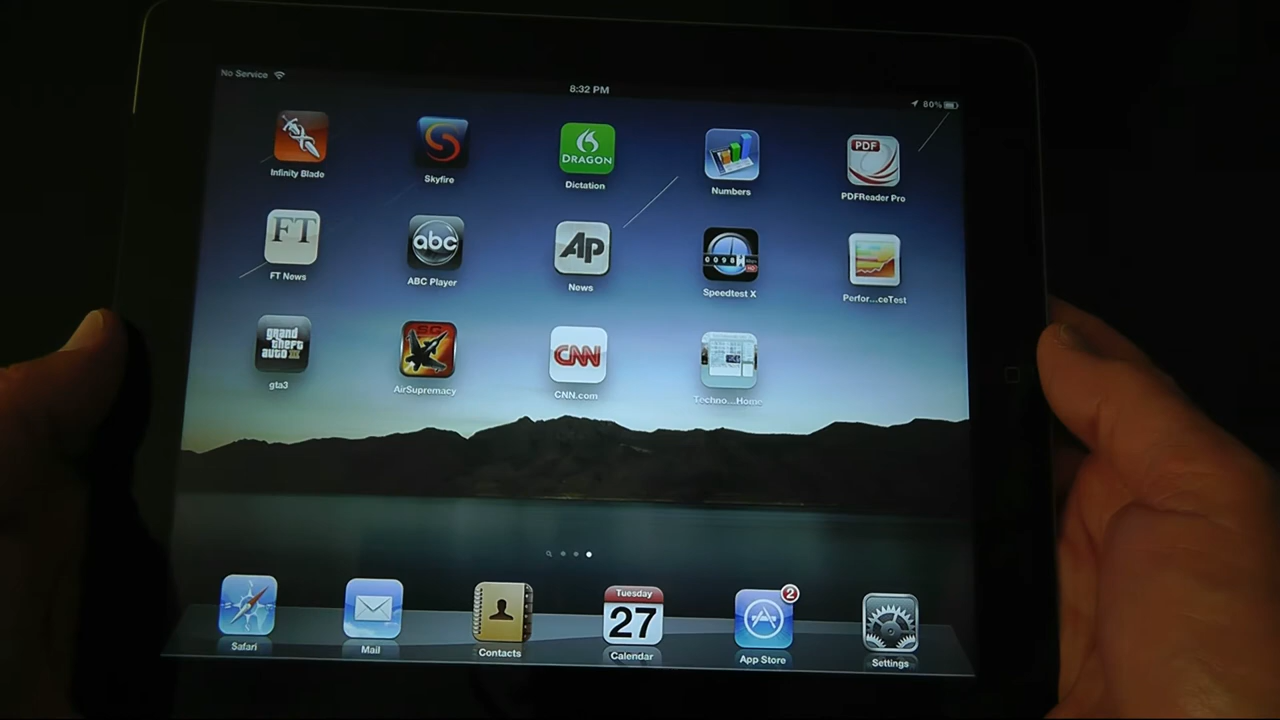 No Service
8:32 PM
80%
Infinity Blade
Skyfire
DRAGON
Dictation
Numbers
PDF
PDFReader Pro
FT
FT News
abc
ABC Player
AP
News
Speedtest X
Perfor...ceTest
grand
theft
auto III
gta3
SC
AirSupremacy
CNN
CNN.com
Techno...Home
Safari
Mail
Contacts
Tuesday
27
Calendar
2
App Store
Settings